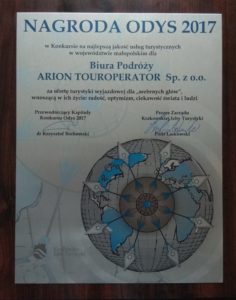 NAGRODA ODYS 2017
w Konkursie na najlepszą jakość usług turystycznych
w województwie małopolskim dla
Biura Podróży
ARION TOUROPERATOR Sp. z o.o.
za ofertę turystyki wyjazdowej dla „srebrnych głów”,
wnoszącą w ich życie: radość, optymizm, ciekawość świata i ludzi
Przewodniczący Kapituły
Konkursu Odys 2017
dr Krzysztof
Prezes Zarządu
Krakowskiej Izby Turystyki
Piotr Laskowski